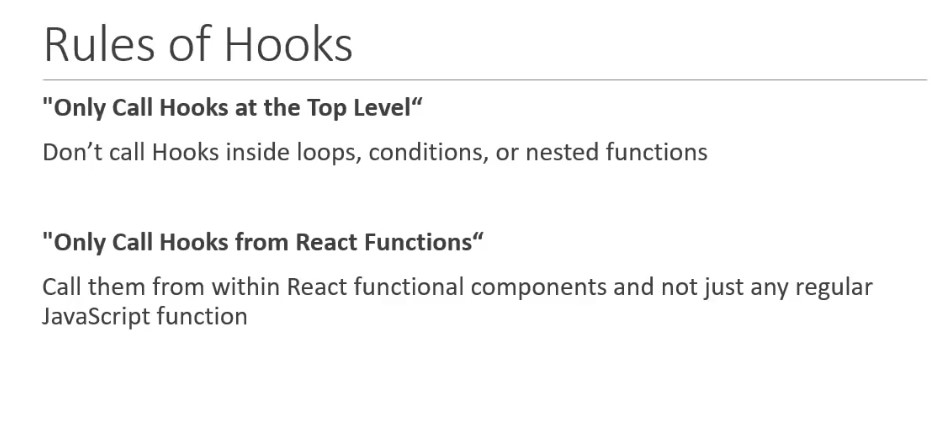 Rules of Hooks
"Only Call Hooks at the Top Level“
Don’t call Hooks inside loops, conditions, or nested functions
"Only Call Hooks from React Functions“
Call them from within React functional components and not just any regular
JavaScript function